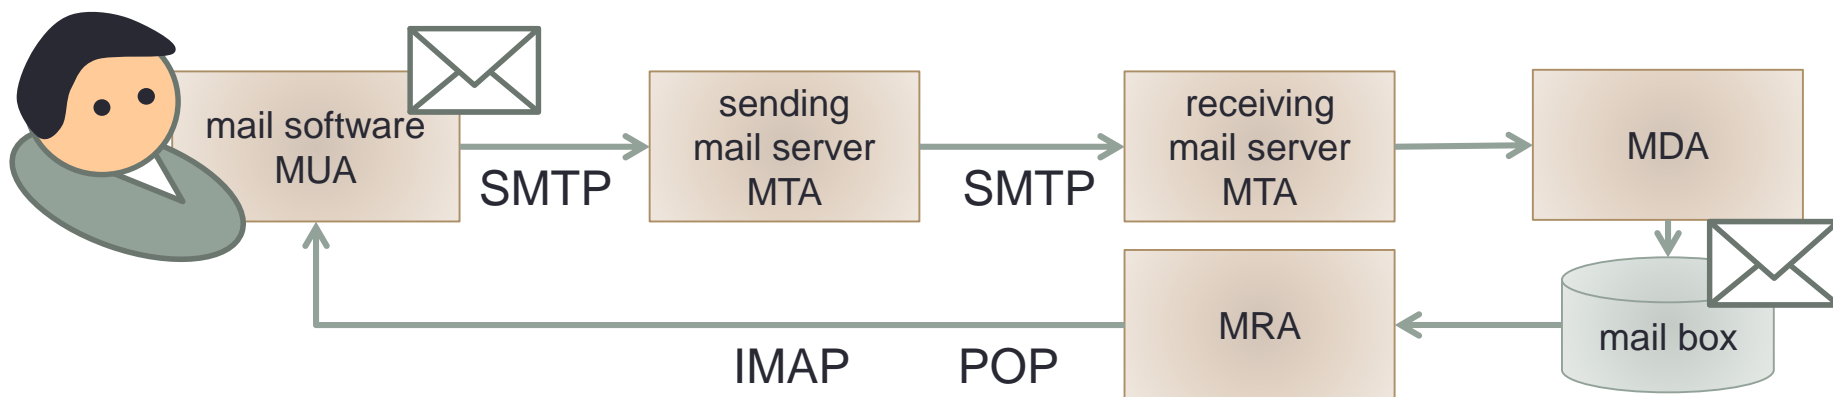 mail software
MUA
SMTP
sending
mail server
MTA
SMTP
receiving
mail server
MTA
MDA
MRA
mail box
IMAP
POP